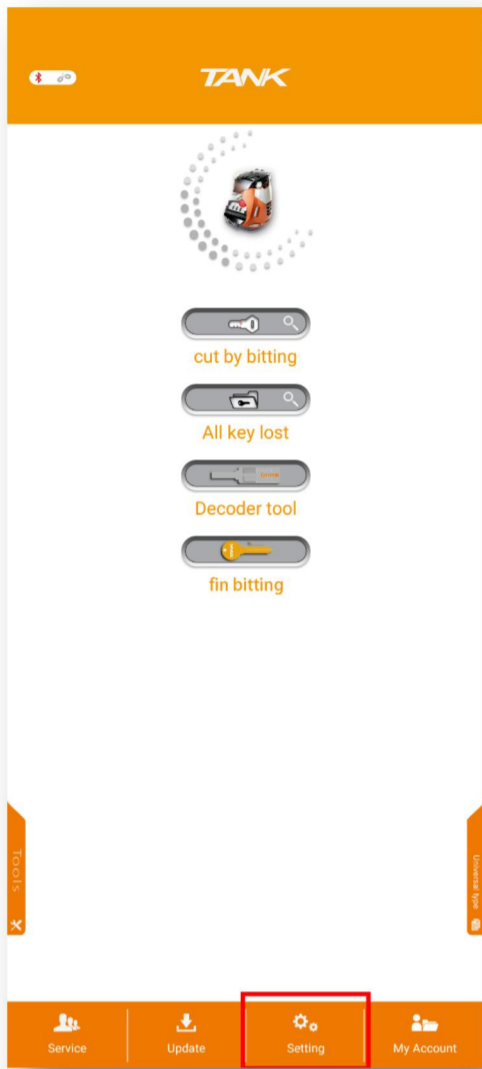 TANK
cut by bitting
All key lost
Decoder tool
fin bitting
Tools
Universal type
Service
Update
Setting
My Account